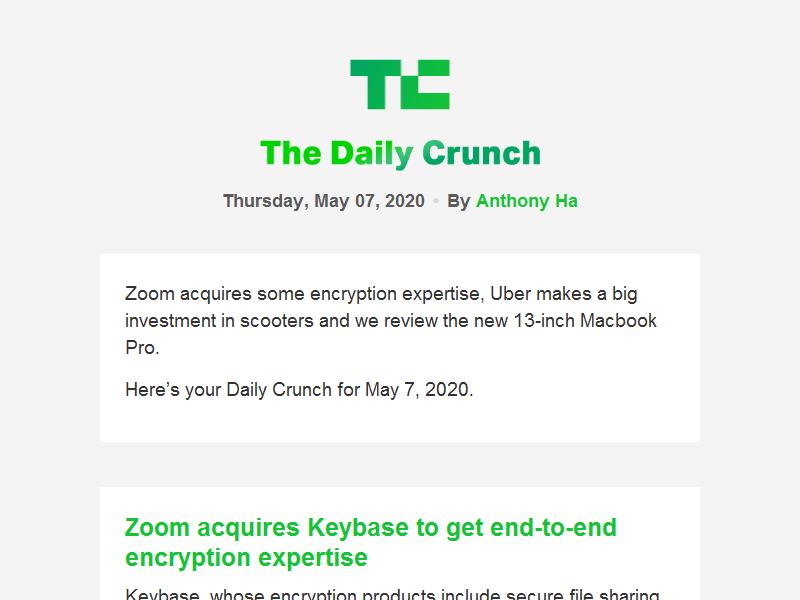 TC
The Daily Crunch
Thursday, May 07, 2020 • By Anthony Ha
Zoom acquires some encryption expertise, Uber makes a big
investment in scooters and we review the new 13-inch Macbook
Pro.
Here’s your Daily Crunch for May 7, 2020.
Zoom acquires Keybase to get end-to-end
encryption expertise
Keybase, whose encryption products include secure file sharing